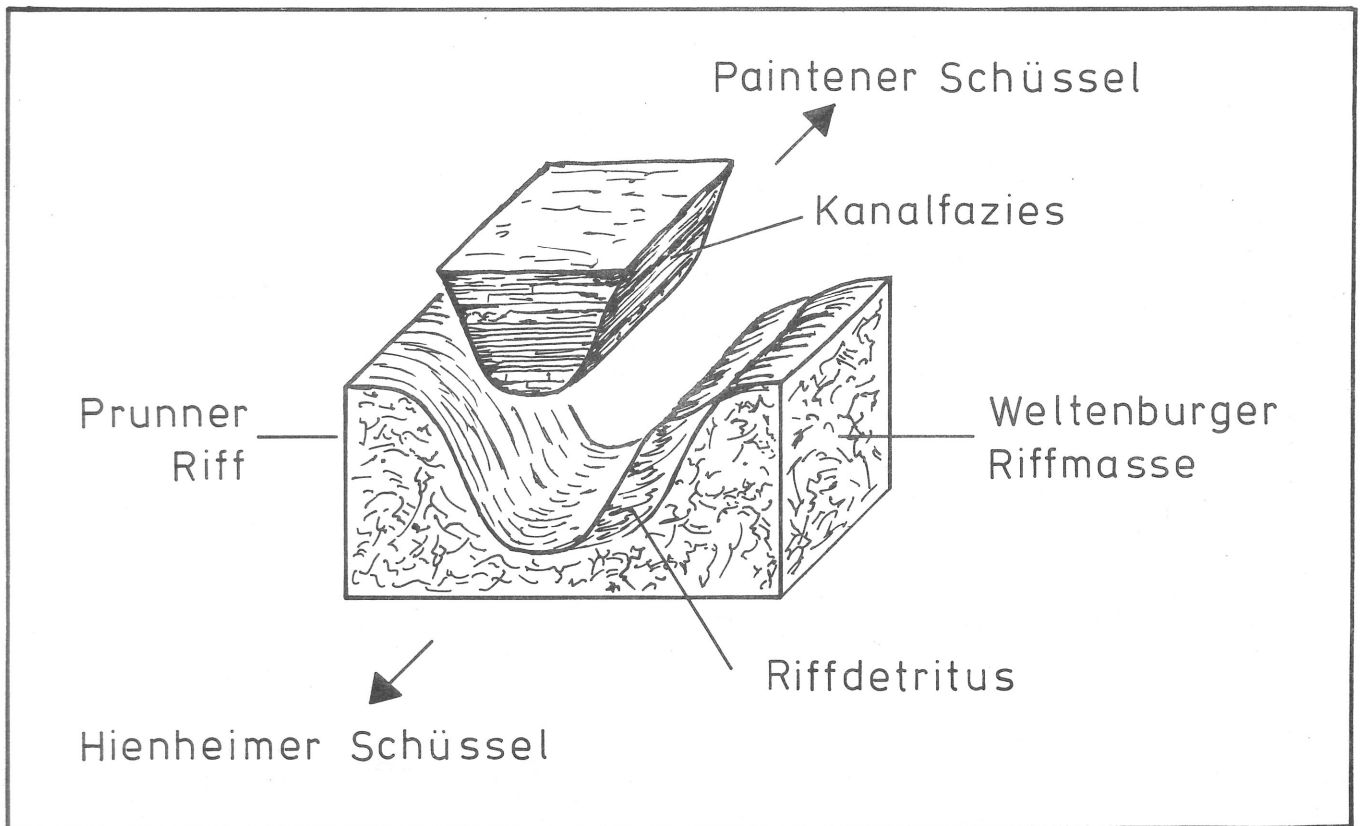 Paintener Schüssel
Kanalfazies
Prunner
Riff
Weltenburger
Riffmasse
Riffdetritus
Hienheimer Schüssel